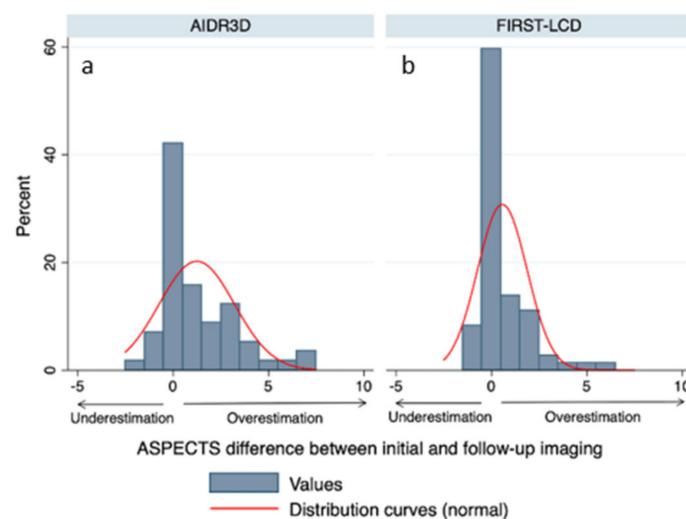 AIDR3D
FIRST-LCD
a
b
Percent
60
40
20
0
-5
0
5
10
-5
0
5
10
Underestimation
Overestimation
Underestimation
Overestimation
ASPECTS difference between initial and follow-up imaging
Values
Distribution curves (normal)